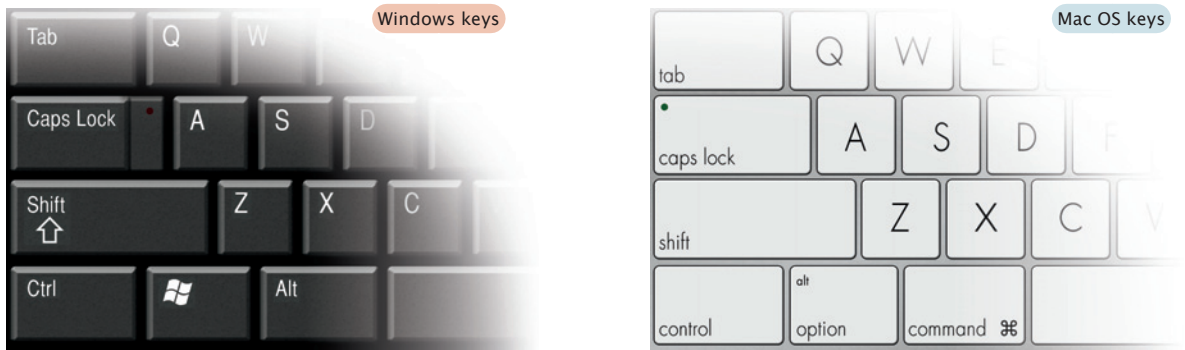 Windows keys
Tab
Q
W
Caps Lock
A
S
D
Shift
Z
X
C
Ctrl
Alt
Mac OS keys
tab
Q
W
E
caps lock
A
S
D
F
shift
Z
X
C
V
control
alt
option
command ⌘